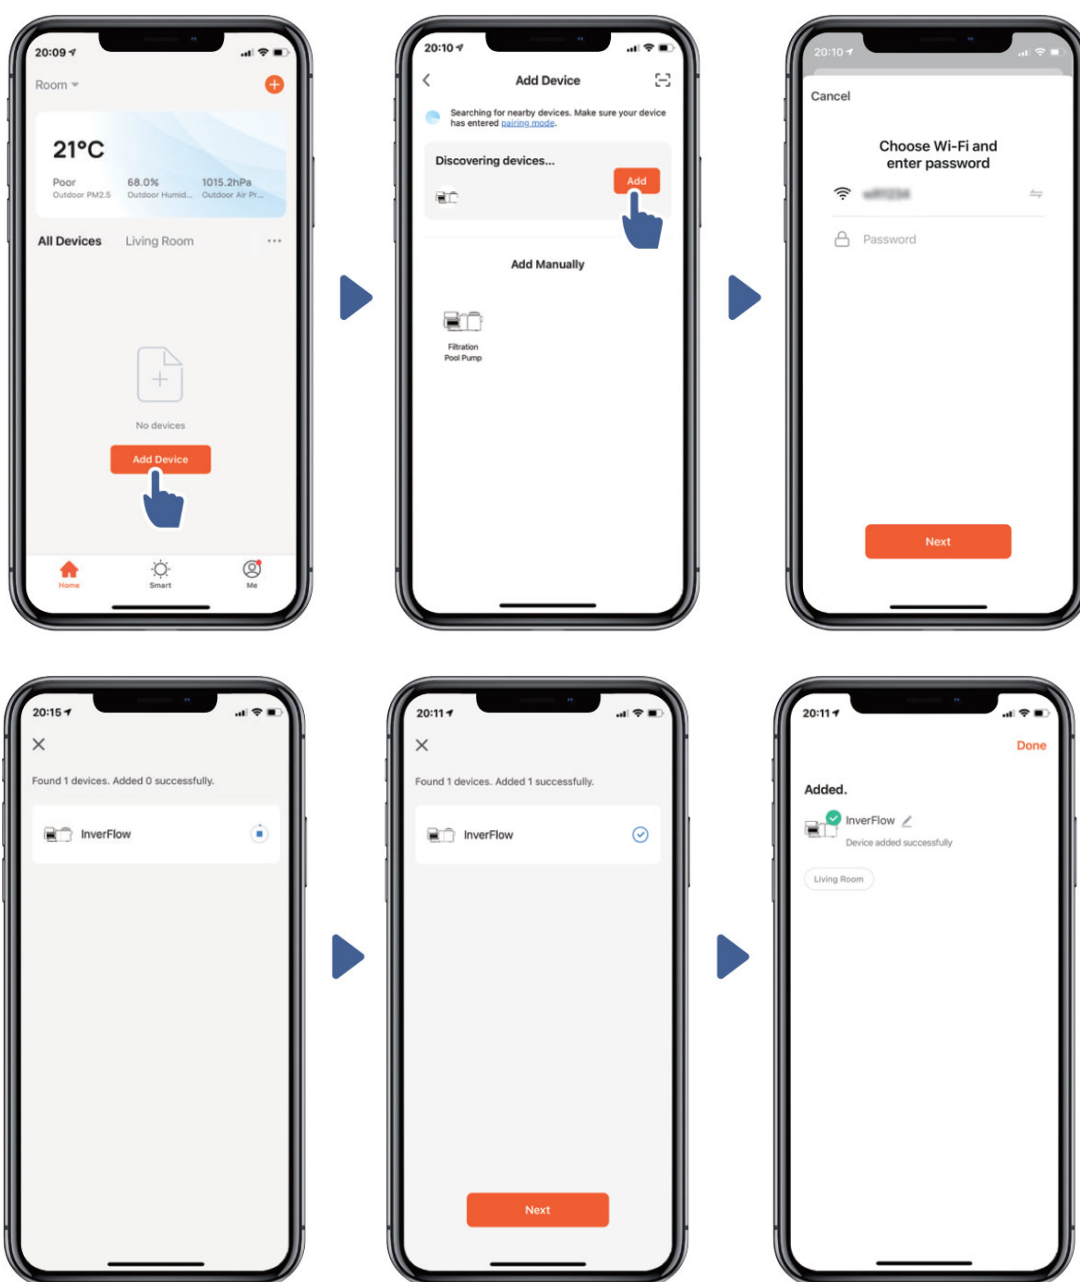 20:09
Room
21°C
Poor 68.0% 1015.2hPa
Outdoor PM2.5 Outdoor Humid... Outdoor Air Pr...
All Devices Living Room ...
No devices
Add Device
Home Smart Me
20:10
Add Device
Searching for nearby devices. Make sure your device
has entered pairing mode.
Discovering devices...
Add
Add Manually
Filtration
Pool Pump
20:10
Cancel
Choose Wi-Fi and
enter password
Password
Next
20:15
Found 1 devices. Added 0 successfully.
InverFlow
20:11
Found 1 devices. Added 1 successfully.
InverFlow
Next
20:11
Done
Added.
InverFlow
Device added successfully
Living Room